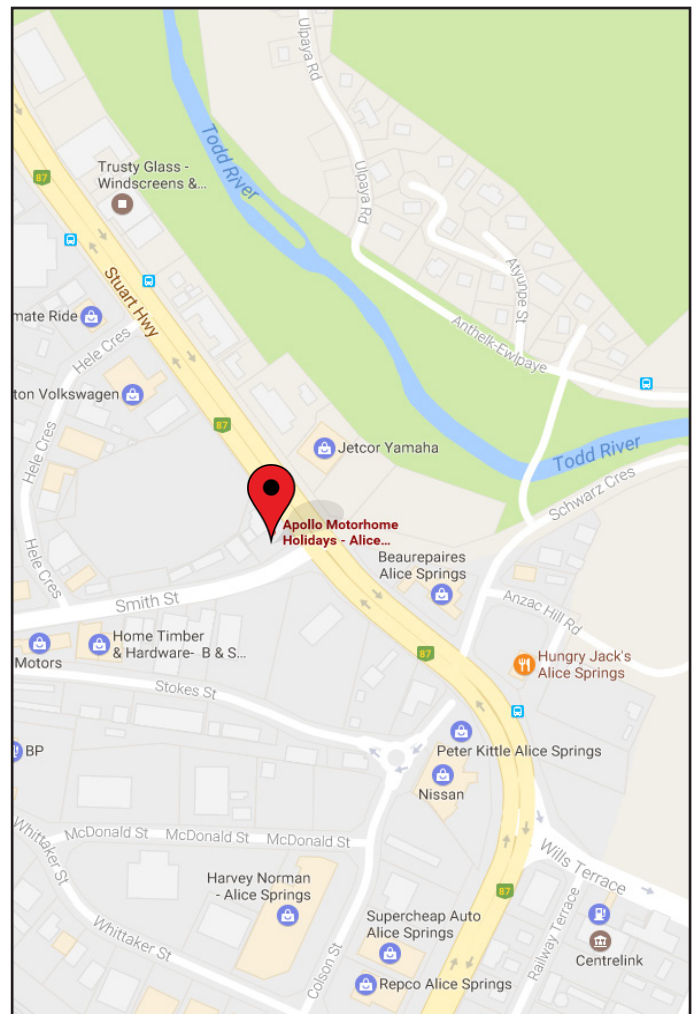 Ulpaya Rd
Todd River
Trusty Glass -
Windscreens &...
87
Ulpaya Rd
Stuart Hwy
Atyunpe St
mate Ride
Hele Cres
Anthelk-Ewlpaye
ton Volkswagen
87
Jetcor Yamaha
Todd River
Hele Cres
Schwarz Cres
Apollo Motorhome
Holidays - Alice...
Beaurepaires
Alice Springs
Hele Cres
Smith St
Anzac Hill Rd
Home Timber
& Hardware- B & S...
Motors
87
Hungry Jack's
Alice Springs
Stokes St
BP
Peter Kittle Alice Springs
Nissan
Whittaker St
McDonald St
McDonald St
McDonald St
Wills Terrace
Harvey Norman
- Alice Springs
87
Whittaker St
Supercheap Auto
Alice Springs
Railway Terrace
Centrelink
Colson St
Repco Alice Springs